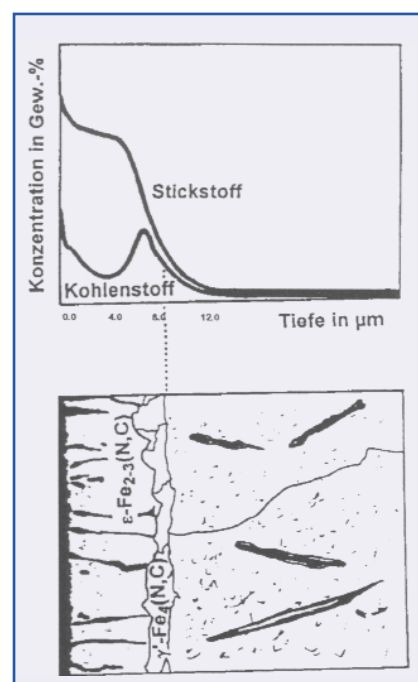 Konzentration in Gew.-%
Stickstoff
Kohlenstoff
0.0 4.0 8.0 12.0 Tiefe in µm
ε-Fe2-3(N,C)
γ'-Fe4(N,C)